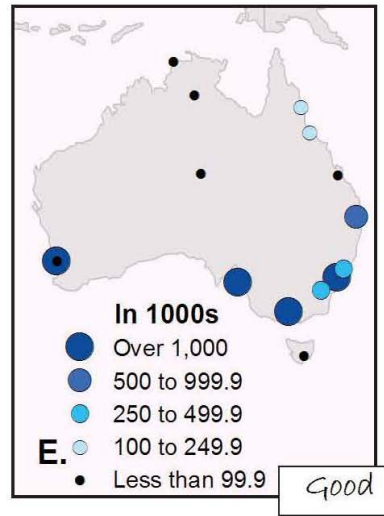 In 1000s
Over 1,000
500 to 999.9
250 to 499.9
E. 100 to 249.9
Less than 99.9
Good